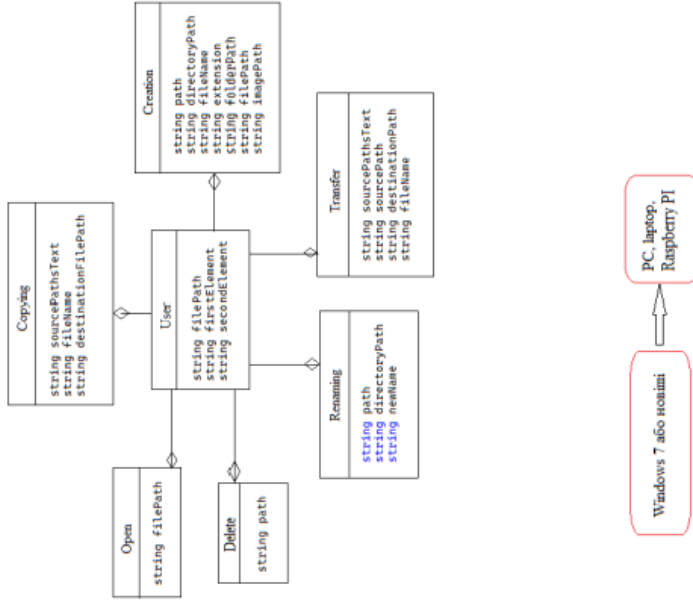 Copying
string sourcePathsText
string fileName
string destinationFilePath
Creation
string path
string directoryPath
string fileName
string extension
string folderPath
string filePath
string imagePath
Open
string filePath
User
string filePath
string firstElement
string secondElement
Delete
string path
Renaming
string path
string directoryPath
string newName
Transfer
string sourcePathsText
string sourcePath
string destinationPath
string fileName
Windows 7 або новіші
PC, laptop,
Raspberry PI